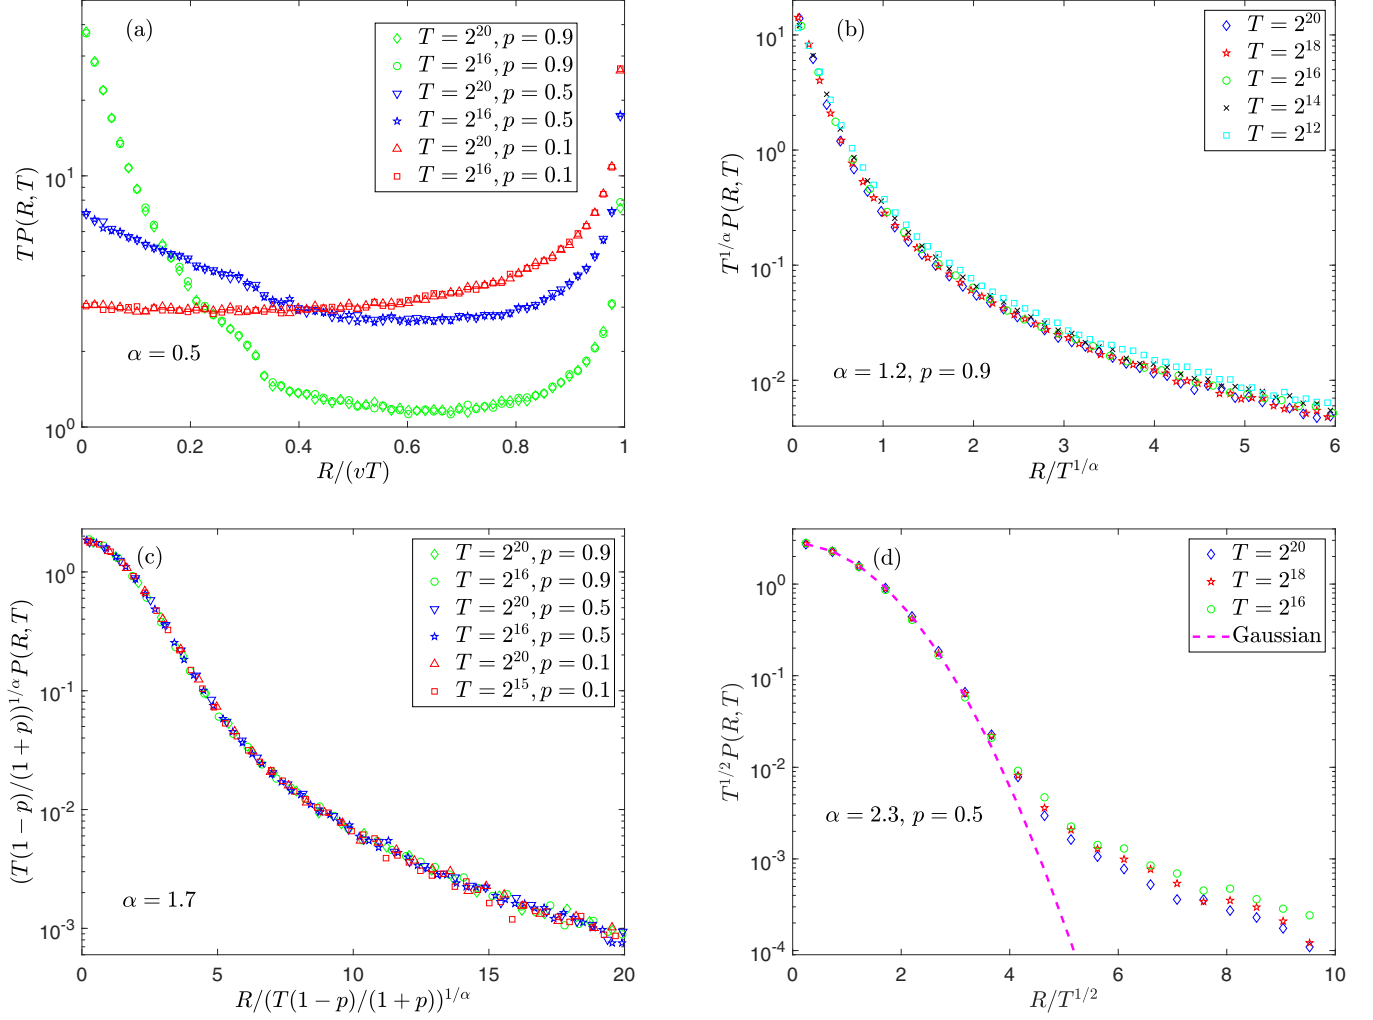 (a)
T = 2^20, p = 0.9
T = 2^16, p = 0.9
T = 2^20, p = 0.5
T = 2^16, p = 0.5
T = 2^20, p = 0.1
T = 2^16, p = 0.1
10^1
10^0
TP(R, T)
α = 0.5
0 0.2 0.4 0.6 0.8 1
R/(vT)
(b)
T = 2^20
T = 2^18
T = 2^16
T = 2^14
T = 2^12
10^1
10^0
10^-1
10^-2
T^{1/α}P(R, T)
α = 1.2, p = 0.9
0 1 2 3 4 5 6
R/T^{1/α}
(c)
T = 2^20, p = 0.9
T = 2^16, p = 0.9
T = 2^20, p = 0.5
T = 2^16, p = 0.5
T = 2^20, p = 0.1
T = 2^15, p = 0.1
10^0
10^-1
10^-2
10^-3
(T(1 − p)/(1 + p))^{1/α}P(R, T)
α = 1.7
0 5 10 15 20
R/(T(1 − p)/(1 + p))^{1/α}
(d)
T = 2^20
T = 2^18
T = 2^16
Gaussian
10^0
10^-1
10^-2
10^-3
10^-4
T^{1/2}P(R, T)
α = 2.3, p = 0.5
0 2 4 6 8 10
R/T^{1/2}